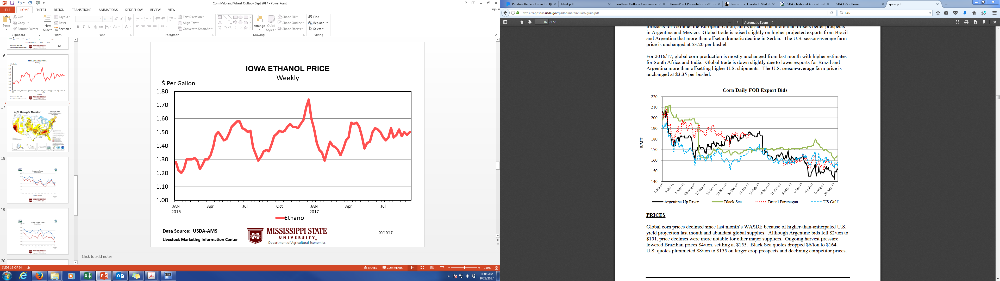 Corn Milo and Wheat Outlook Sept 2017 - PowerPoint
Sign in
FILE HOME INSERT DESIGN TRANSITIONS ANIMATIONS SLIDE SHOW REVIEW VIEW
Paste
Cut
Copy
Format Painter
Clipboard
New Slide
Layout
Reset
Section
Slides
32
Font
Text Direction
Align Text
Convert to SmartArt
Paragraph
Arrange
Quick Styles
Shape Fill
Shape Outline
Shape Effects
Drawing
Find
Replace
Select
Editing
16
IOWA ETHANOL PRICE
17
U.S. Drought Monitor
18
Sorghum Acres
19
Winter Wheat Acres
20
IOWA ETHANOL PRICE
Weekly
$ Per Gallon
1.80
1.70
1.60
1.50
1.40
1.30
1.20
1.10
1.00
JAN Apr Jul Oct JAN Apr Jul
2016 2017
Ethanol
Data Source: USDA-AMS
Livestock Marketing Information Center
STATE
MISSISSIPPI STATE
UNIVERSITY™
Department of Agricultural Economics
09/19/17
Click to add notes
SLIDE 16 OF 24
NOTES COMMENTS 110%
11:08 AM
9/21/2017
Pandora Radio - Listen to
latest.pdf
Southern Outlook Conference | 2
PowerPoint Presentation - 2016-
Feedstuffs | Livestock Market
USDA - National Agricultural
USDA ERS - Home
grain.pdf
https://apps.fas.usda.gov/psdonline/circulars/grain.pdf
FAS
16 of 58
Automatic Zoom
forecasts for Ukraine, the European Union, and Russia. This more than offsets better prospects
in Argentina and Mexico. Global trade is raised slightly on higher projected exports from Brazil
and Argentina that more than offset a dramatic decline in Serbia. The U.S. season-average farm
price is unchanged at $3.20 per bushel.
For 2016/17, global corn production is mostly unchanged from last month with higher estimates
for South Africa and India. Global trade is down slightly due to lower exports for Brazil and
Argentina more than offsetting higher U.S. shipments. The U.S. season-average farm price is
unchanged at $3.35 per bushel.
Corn Daily FOB Export Bids
220
210
200
190
180
170
160
150
140
$/MT
7-Jun-16 5-Jul-16 2-Aug-16 30-Aug-16 27-Sep-16 25-Oct-16 22-Nov-16 20-Dec-16 17-Jan-17 14-Feb-17 14-Mar-17 11-Apr-17 9-May-17 6-Jun-17 4-Jul-17 1-Aug-17 29-Aug-17
Argentina Up River Black Sea Brazil Paranagua US Gulf
PRICES
Global corn prices declined since last month's WASDE because of higher-than-anticipated U.S.
yield projection last month and abundant global supplies. Although Argentine bids fell $2/ton to
$151, price declines were more notable for other major suppliers. Ongoing harvest pressure
lowered Brazilian prices $4/ton, settling at $155. Black Sea quotes dropped $6/ton to $164.
U.S. quotes plummeted $8/ton to $155 on larger crop prospects and declining competitor prices.